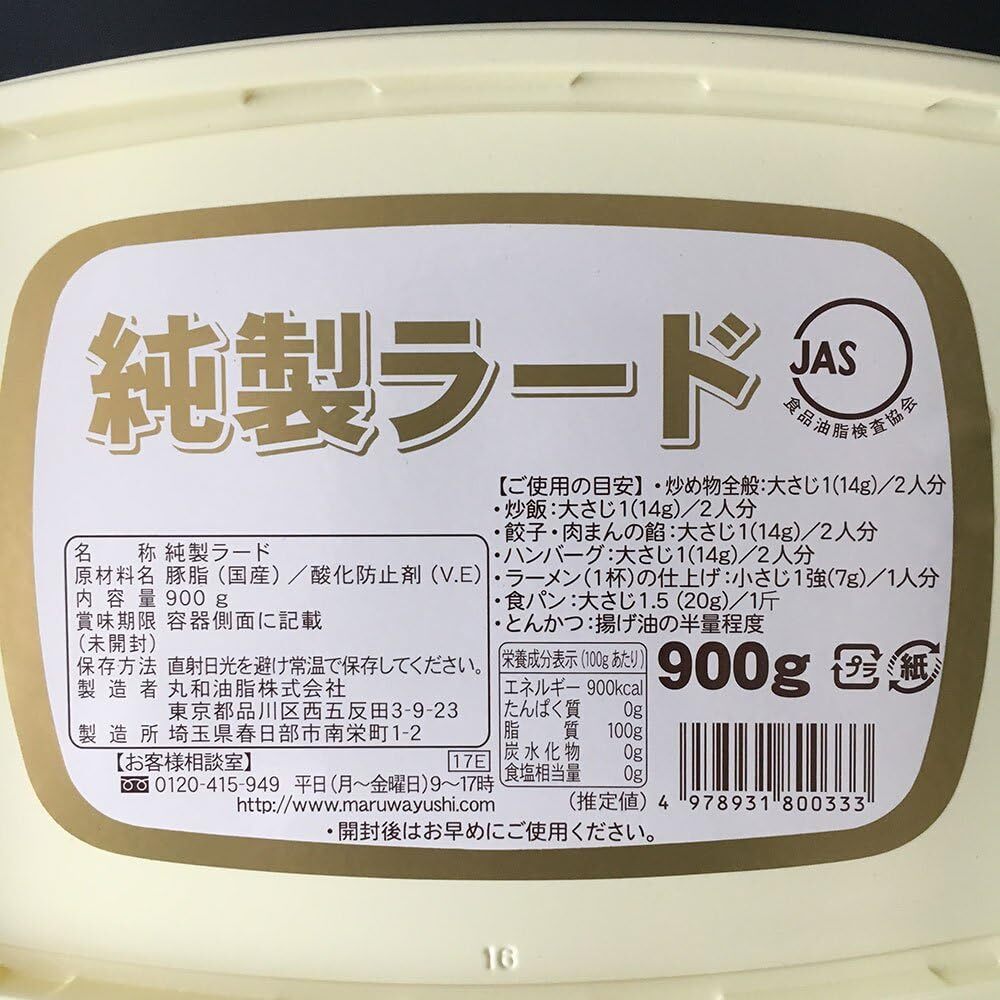 純製ラード
JAS
食品油脂検査協会
【ご使用の目安】・炒め物全般:大さじ1(14g)/2人分
・炒飯:大さじ1(14g)/2人分
・餃子・肉まんの餡:大さじ1(14g)/2人分
・ハンバーグ:大さじ1(14g)/2人分
・ラーメン(1杯)の仕上げ:小さじ1強(7g)/1人分
・食パン:大さじ1.5(20g)/1斤
・とんかつ:揚げ油の半量程度
名称 純製ラード
原材料名 豚脂(国産)/酸化防止剤(V.E)
内容量 900g
賞味期限 容器側面に記載
(未開封)
保存方法 直射日光を避け常温で保存してください。
製造者 丸和油脂株式会社
東京都品川区西五反田3-9-23
製造所 埼玉県春日部市南栄町1-2
【お客様相談室】 17E
0120-415-949 平日(月~金曜日)9~17時
http://www.maruwayushi.com
・開封後はお早めにご使用ください。
栄養成分表示(100gあたり)
エネルギー 900kcal
たんぱく質 0g
脂質 100g
炭水化物 0g
食塩相当量 0g
(推定値)
900g
プラ
紙
4 978931 800333
16